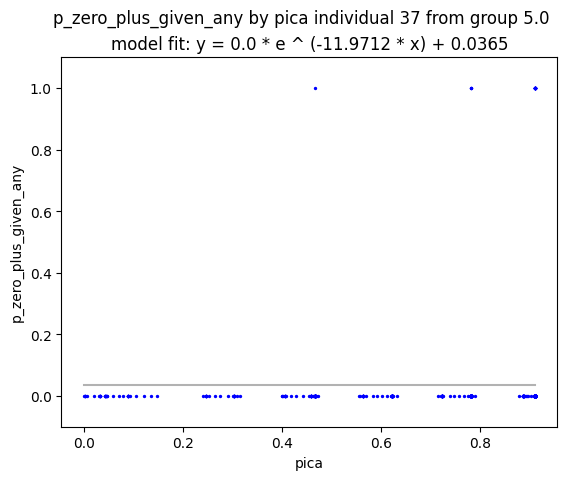 p_zero_plus_given_any by pica individual 37 from group 5.0
model fit: y = 0.0 * e ^ (-11.9712 * x) + 0.0365
1.0
0.8
0.6
0.4
0.2
0.0
p_zero_plus_given_any
0.0 0.2 0.4 0.6 0.8
pica